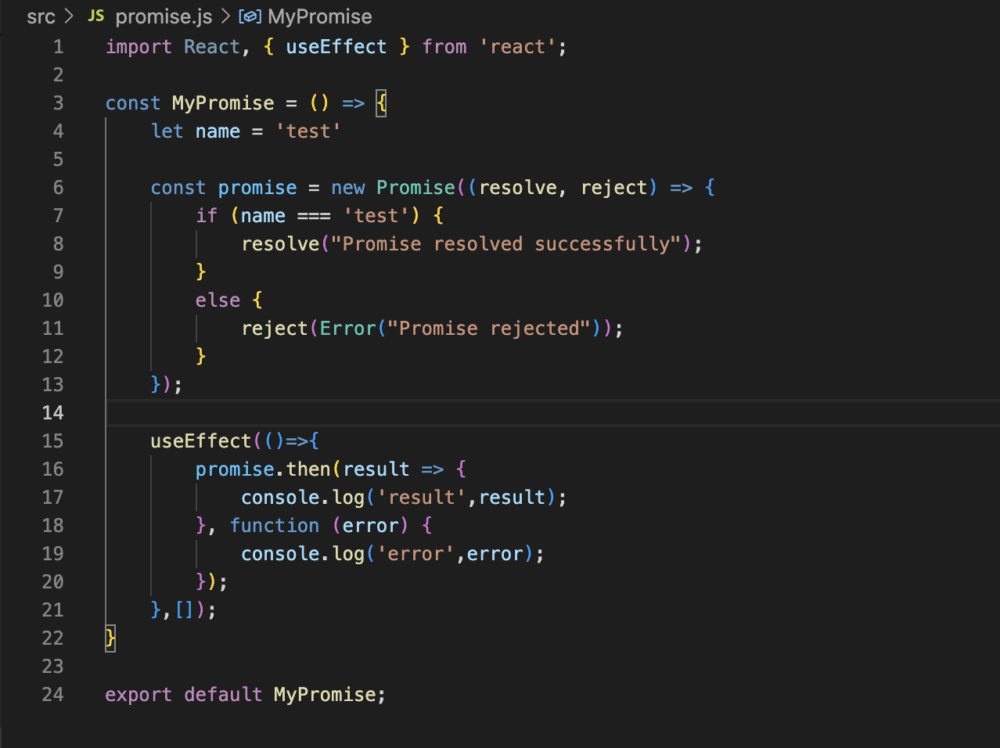 src > JS promise.js > MyPromise
1 import React, { useEffect } from 'react';
2
3 const MyPromise = () => {
4     let name = 'test'
5
6     const promise = new Promise((resolve, reject) => {
7         if (name === 'test') {
8             resolve("Promise resolved successfully");
9         }
10         else {
11             reject(Error("Promise rejected"));
12         }
13     });
14
15     useEffect(()=>{
16         promise.then(result => {
17             console.log('result',result);
18         }, function (error) {
19             console.log('error',error);
20         });
21     },[]);
22 }
23
24 export default MyPromise;